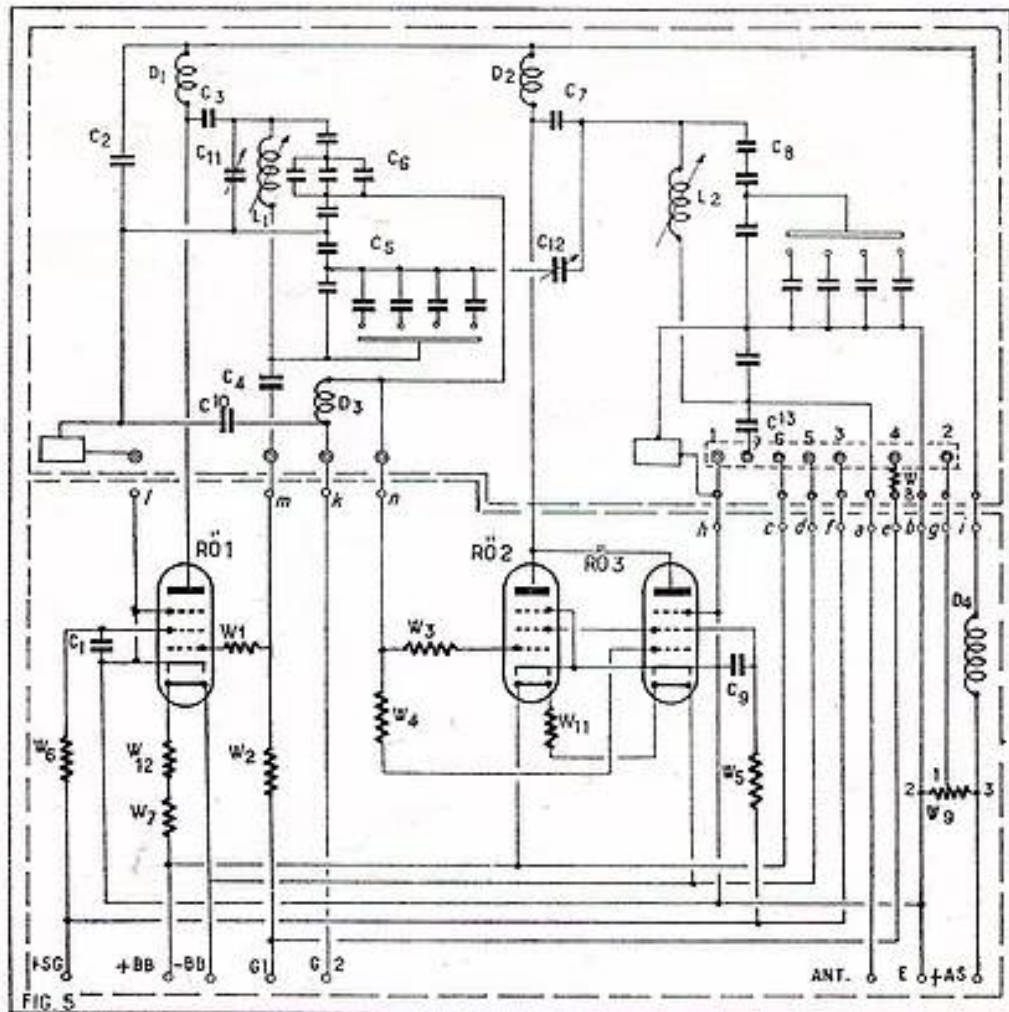 D1
C3
D2
C7
C2
C11
L1
C6
C8
L2
C5
C12
C4
C10
D3
C13
1 7 6 5 3 4 2
W8
l m k n h c d f a e b g i
RÖ1
RÖ2
RÖ3
D4
C1
W1
W3
C9
W4
W11
W6
W12
W2
W5
W7
2 1 3
W9
+SG +BB -BB G1 G2 ANT. E +AS
FIG. 5